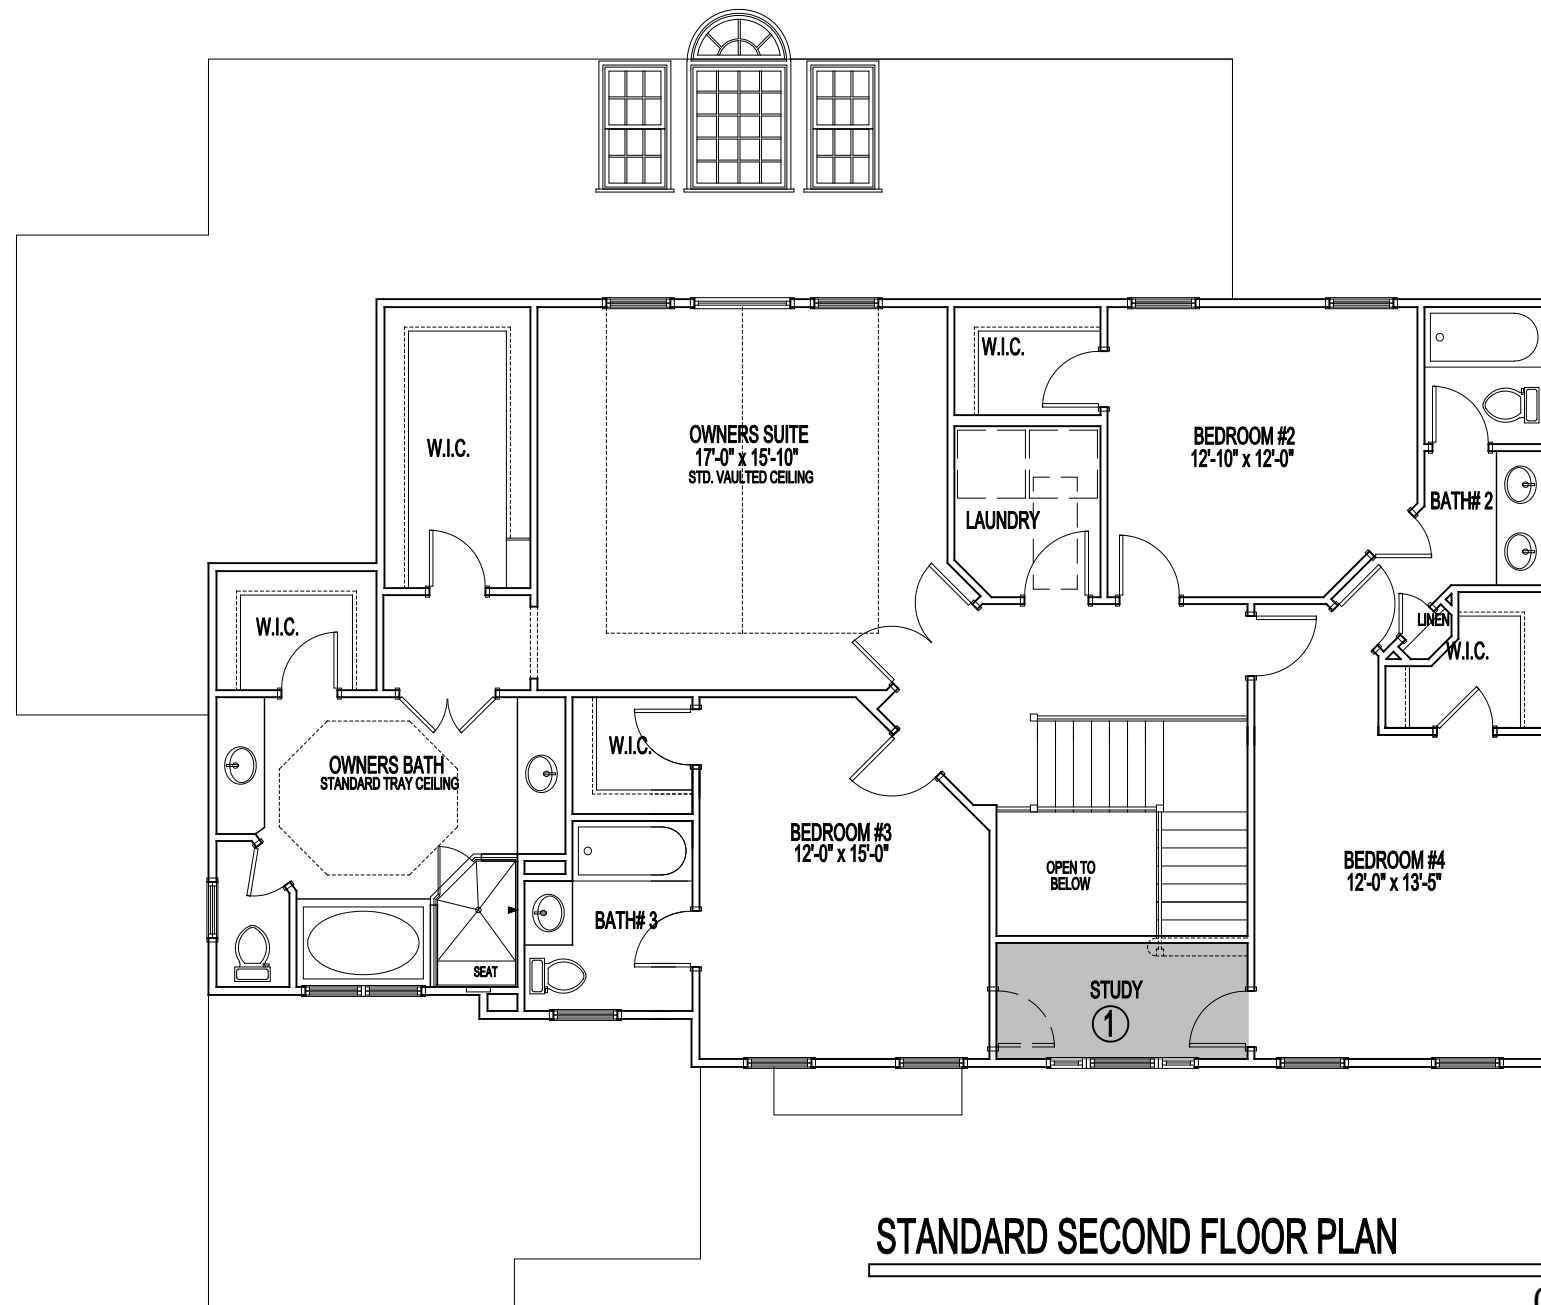 W.I.C.
OWNERS SUITE
17'-0" x 15'-10"
STD. VAULTED CEILING
W.I.C.
BEDROOM #2
12'-10" x 12'-0"
LAUNDRY
BATH# 2
W.I.C.
LINEN
W.I.C.
OWNERS BATH
STANDARD TRAY CEILING
W.I.C.
BEDROOM #3
12'-0" x 15'-0"
OPEN TO
BELOW
BEDROOM #4
12'-0" x 13'-5"
BATH# 3
SEAT
STUDY
1
STANDARD SECOND FLOOR PLAN